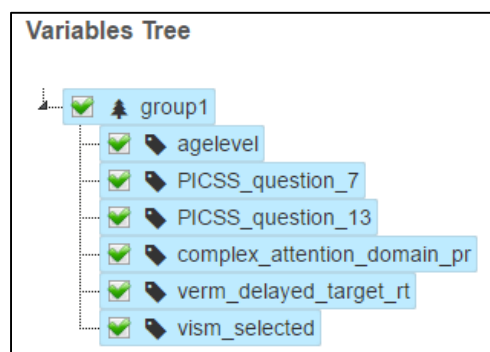 Variables Tree
group1
agelevel
PICSS_question_7
PICSS_question_13
complex_attention_domain_pr
verm_delayed_target_rt
vism_selected